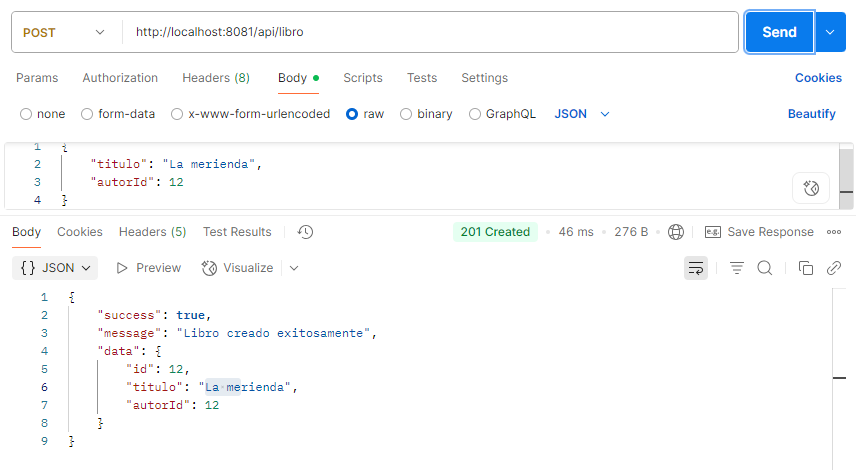 POST http://localhost:8081/api/libro Send
Params Authorization Headers (8) Body Scripts Tests Settings Cookies
none form-data x-www-form-urlencoded raw binary GraphQL JSON Beautify
1 {
2 "titulo": "La merienda",
3 "autorId": 12
4 }
Body Cookies Headers (5) Test Results 201 Created • 46 ms • 276 B e.g. Save Response
{} JSON Preview Visualize
1 {
2 "success": true,
3 "message": "Libro creado exitosamente",
4 "data": {
5 "id": 12,
6 "titulo": "La·merienda",
7 "autorId": 12
8 }
9 }